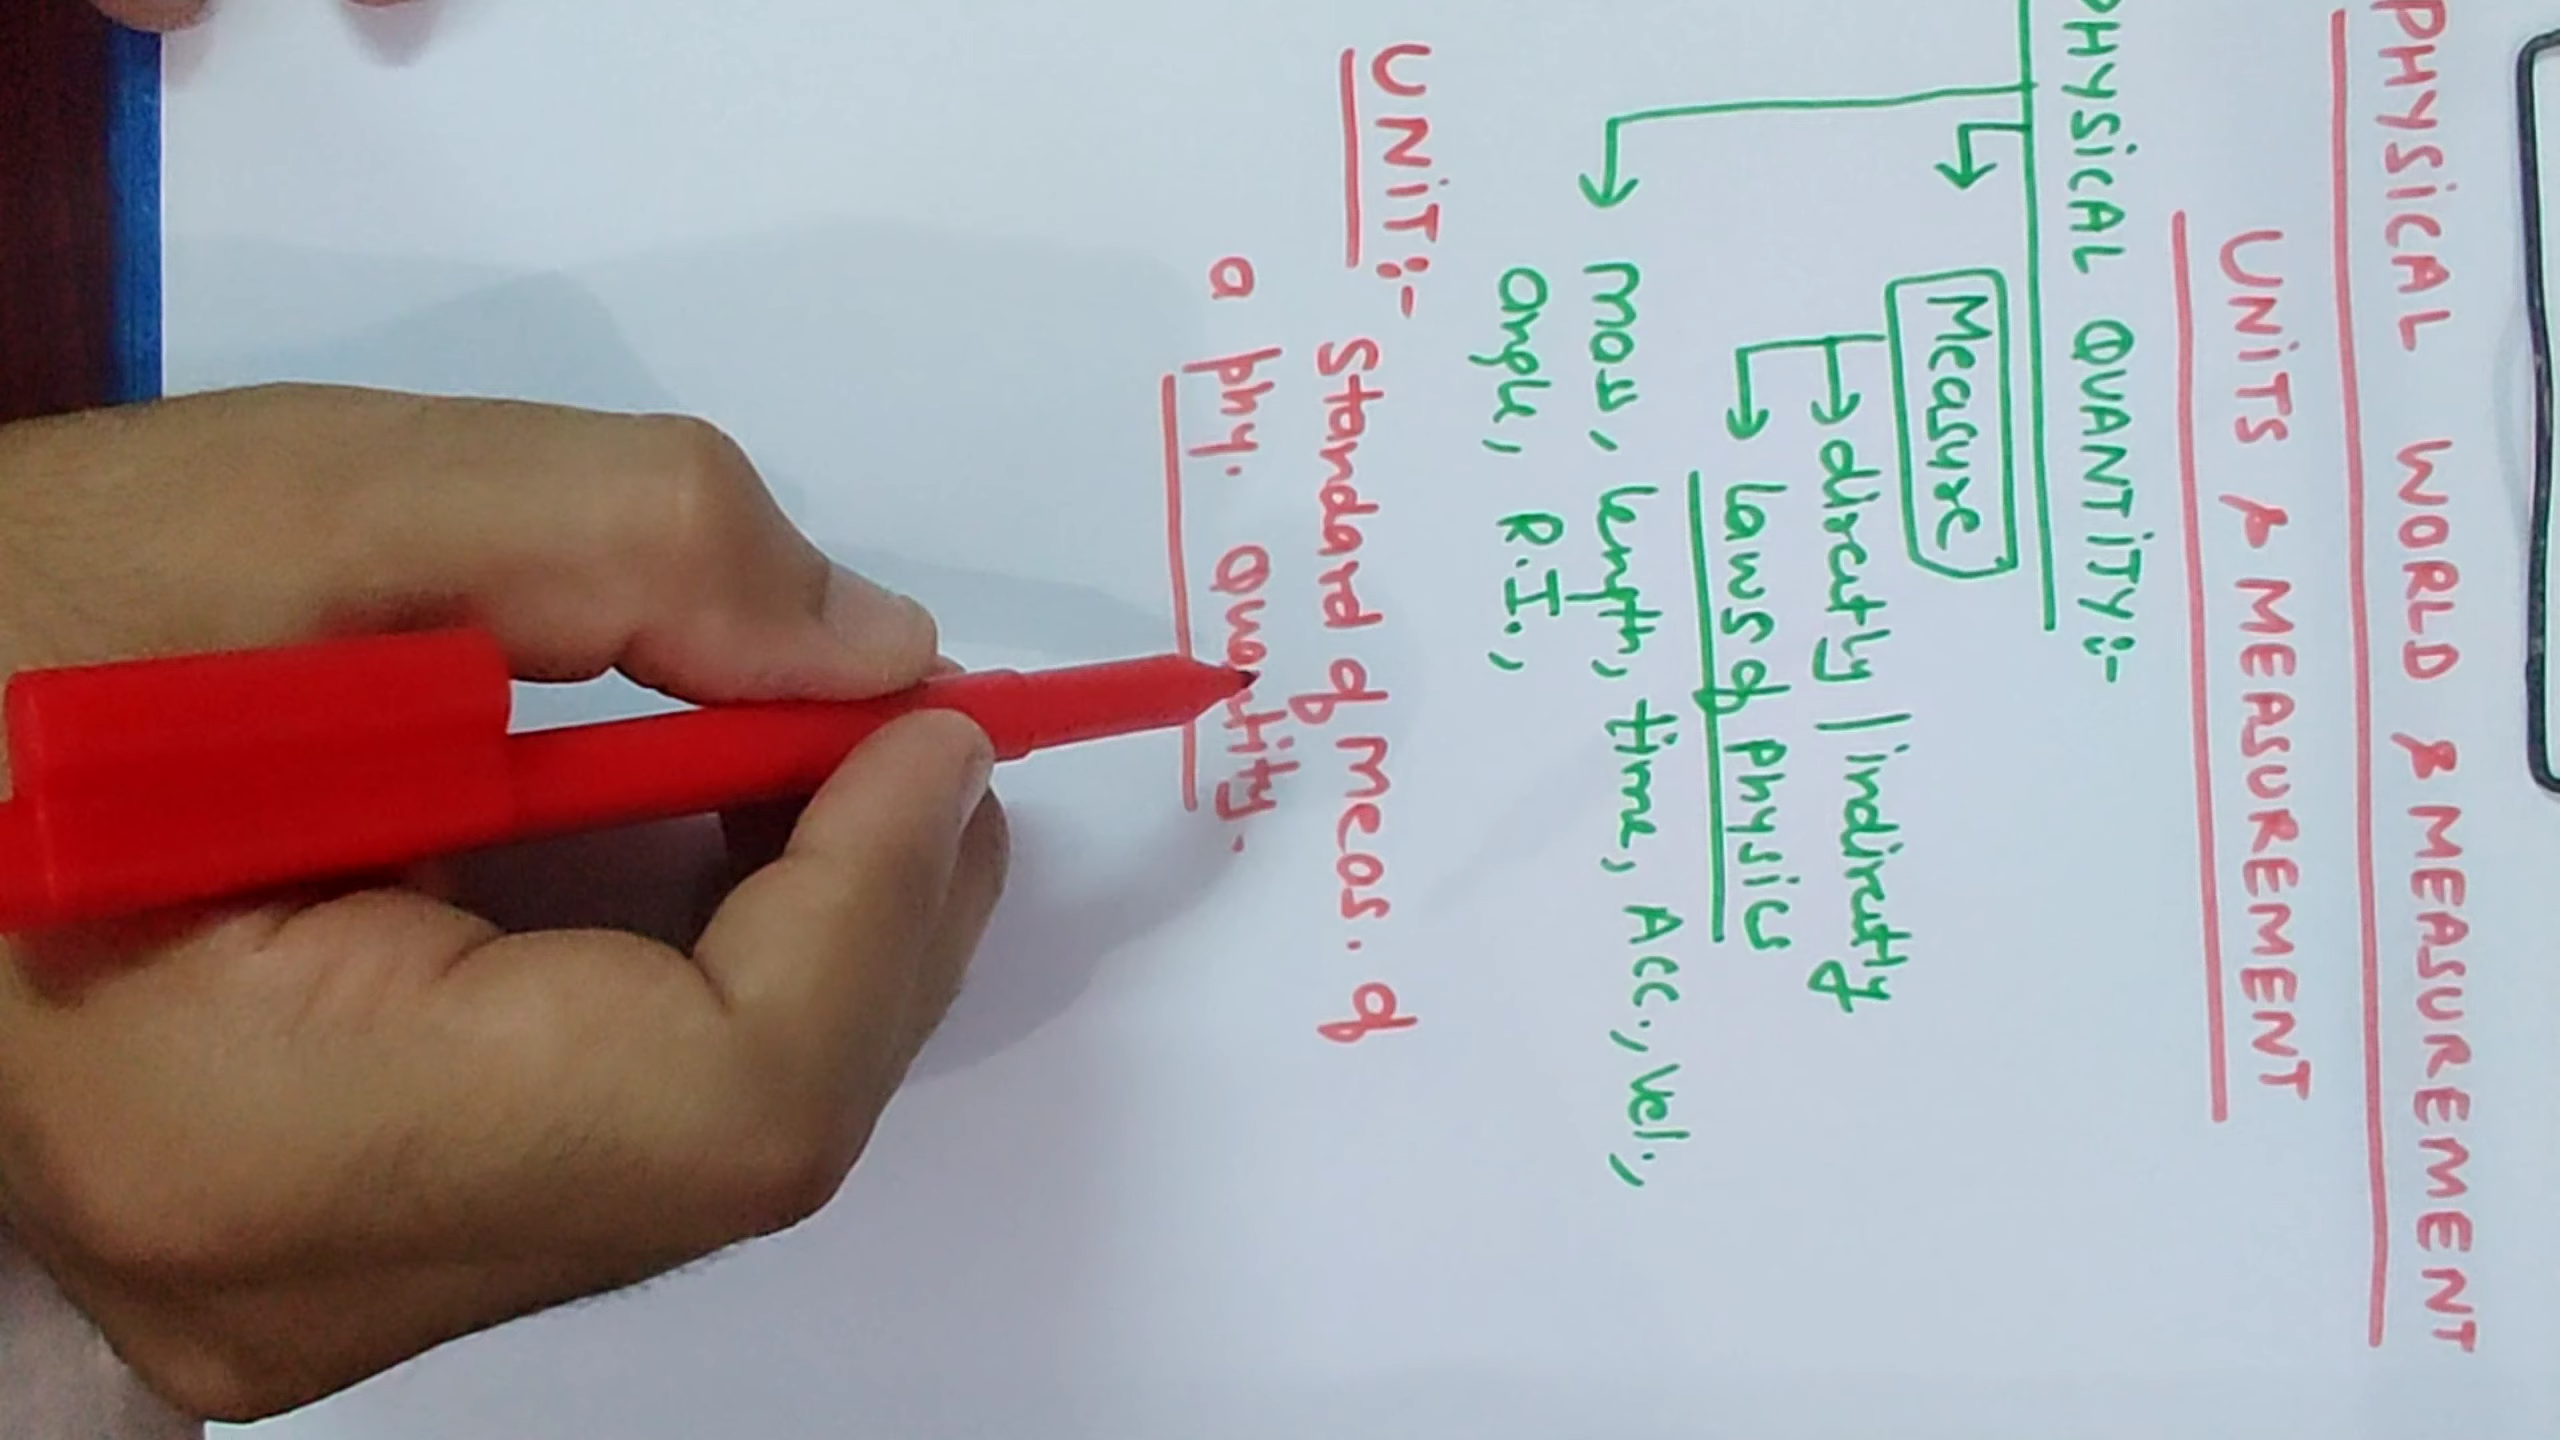 PHYSICAL WORLD & MEASUREMENT
UNITS & MEASUREMENT
PHYSICAL QUANTITY:-
Measure
directly | indirectly
laws of physics
mass, length, time, Acc., Vel.,
angle, R.I.,
UNIT:- Standard of meas. of
a phy. Quantity.